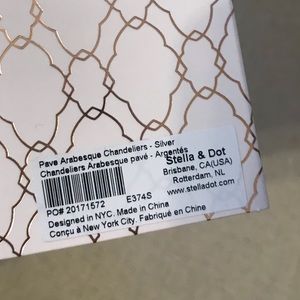 Pave Arabesque Chandeliers - Silver
Chandeliers Arabesque pavé - Argentés
Stella & Dot
Brisbane, CA(USA)
Rotterdam, NL
www.stelladot.com
PO# 20171572 E374S
Designed in NYC. Made in China
Conçu à New York City. Fabriqué en Chine